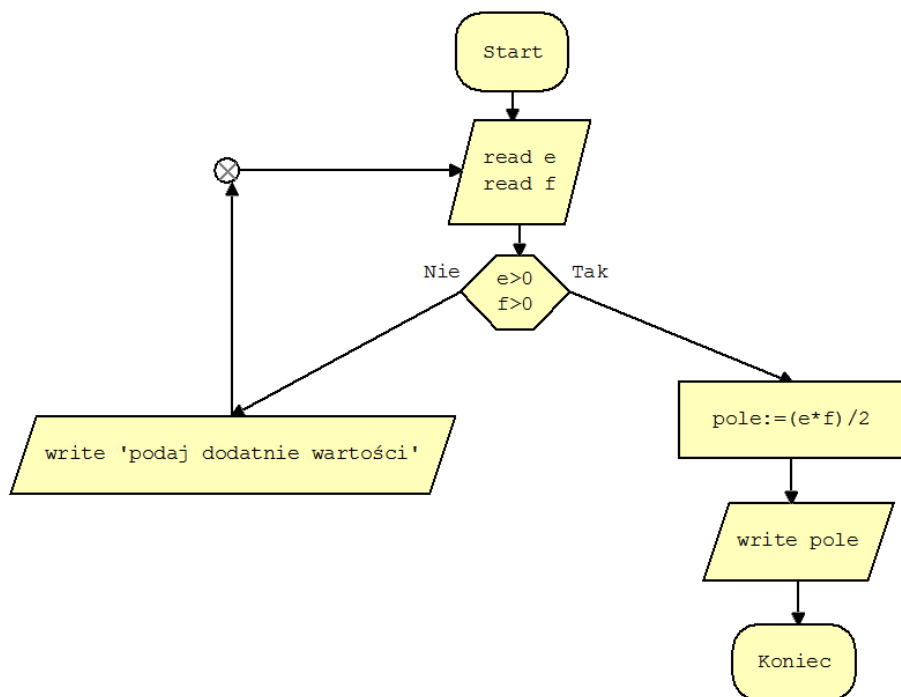 Start
read e
read f
Nie
Tak
e>0
f>0
write 'podaj dodatnie wartości'
pole:=(e*f)/2
write pole
Koniec